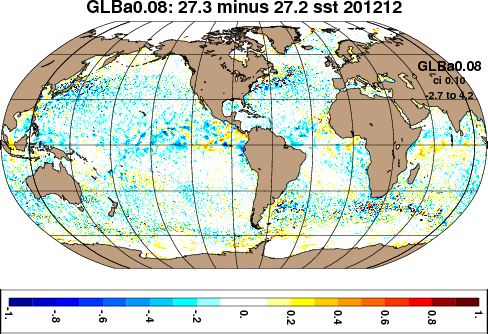 GLBa0.08: 27.3 minus 27.2 sst 201212
GLBa0.08
ci 0.10
-2.7 to 4.2
-1. -.8 -.6 -.4 -.2 0. 0.2 0.4 0.6 0.8 1.